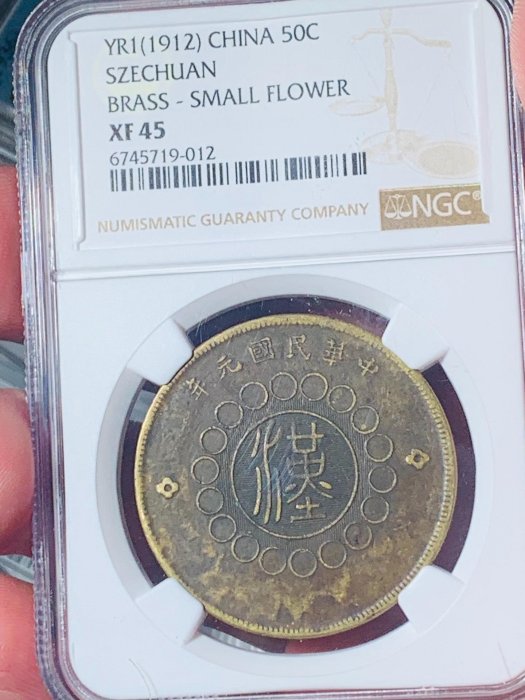 YR1(1912) CHINA 50C
SZECHUAN
BRASS - SMALL FLOWER
XF 45
6745719-012
NUMISMATIC GUARANTY COMPANY
NGC®
年元國民華中
漢